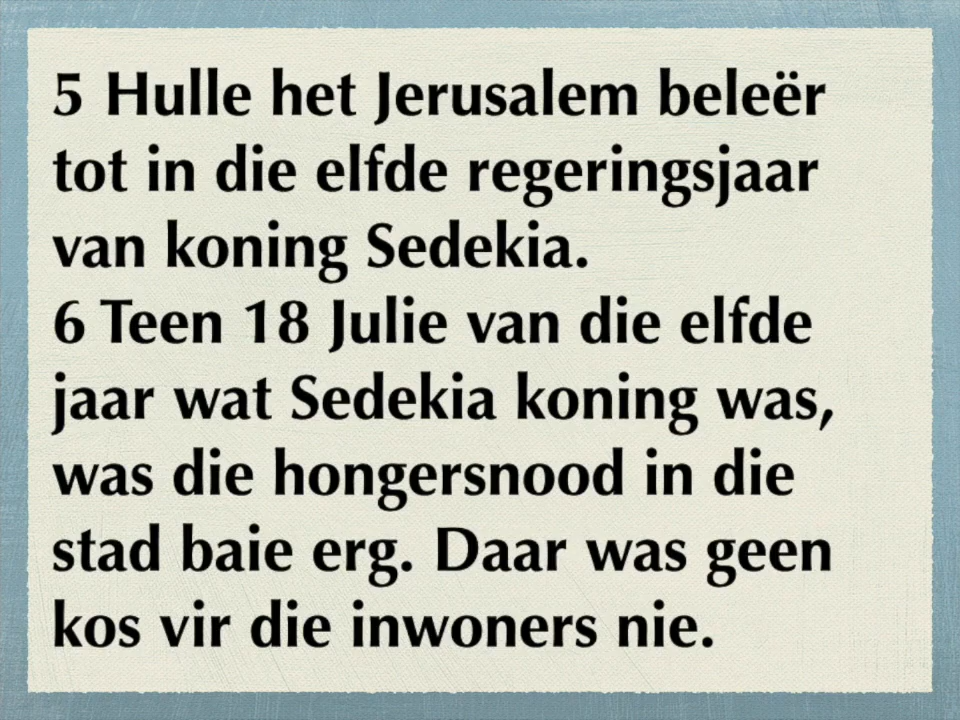 5 Hulle het Jerusalem beleër
tot in die elfde regeringsjaar
van koning Sedekia.
6 Teen 18 Julie van die elfde
jaar wat Sedekia koning was,
was die hongersnood in die
stad baie erg. Daar was geen
kos vir die inwoners nie.